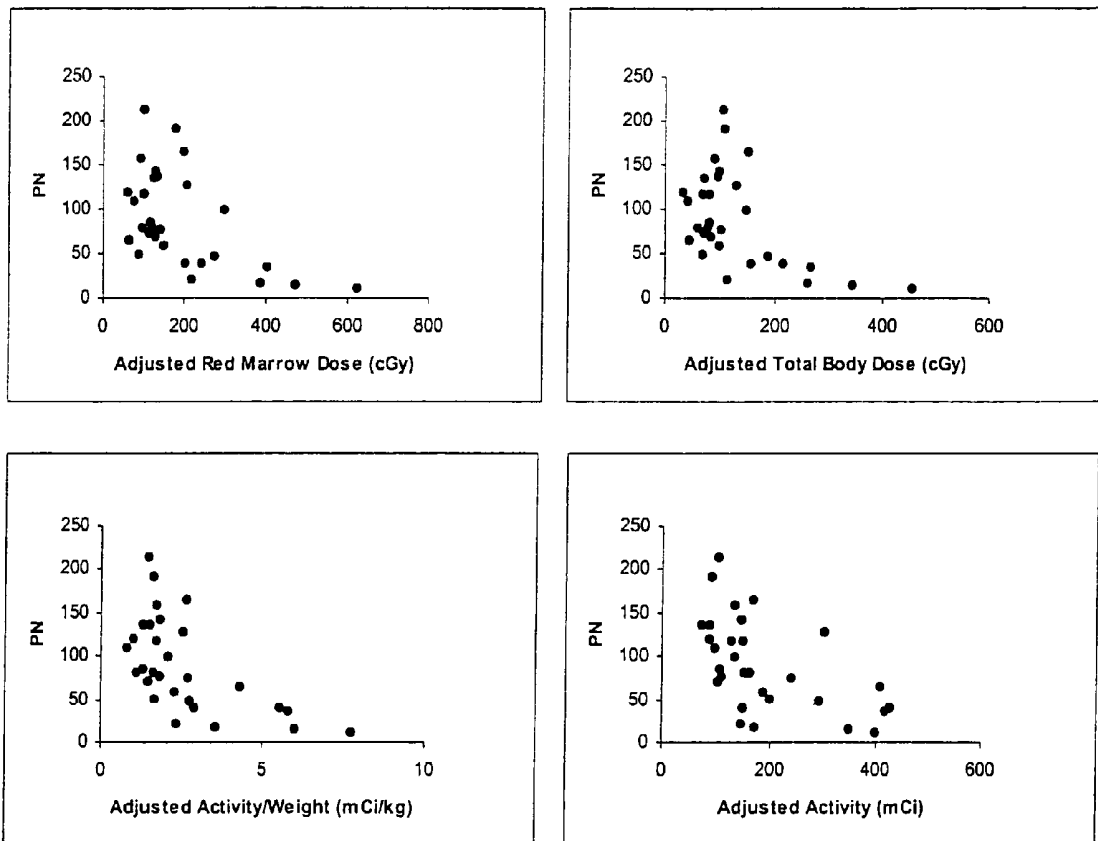 250
200
150
100
50
0
PN
0 200 400 600 800
Adjusted Red Marrow Dose (cGy)
250
200
150
100
50
0
PN
0 200 400 600
Adjusted Total Body Dose (cGy)
250
200
150
100
50
0
PN
0 5 10
Adjusted Activity/Weight (mCi/kg)
250
200
150
100
50
0
PN
0 200 400 600
Adjusted Activity (mCi)